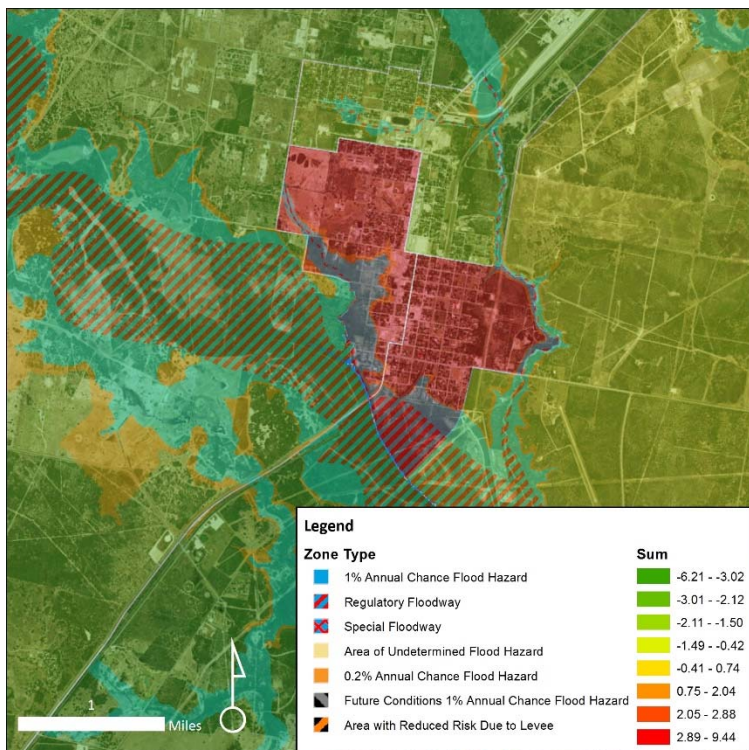 Legend
Zone Type
1% Annual Chance Flood Hazard
Regulatory Floodway
Special Floodway
Area of Undetermined Flood Hazard
0.2% Annual Chance Flood Hazard
Future Conditions 1% Annual Chance Flood Hazard
Area with Reduced Risk Due to Levee
Sum
-6.21 - -3.02
-3.01 - -2.12
-2.11 - -1.50
-1.49 - -0.42
-0.41 - 0.74
0.75 - 2.04
2.05 - 2.88
2.89 - 9.44
1
Miles